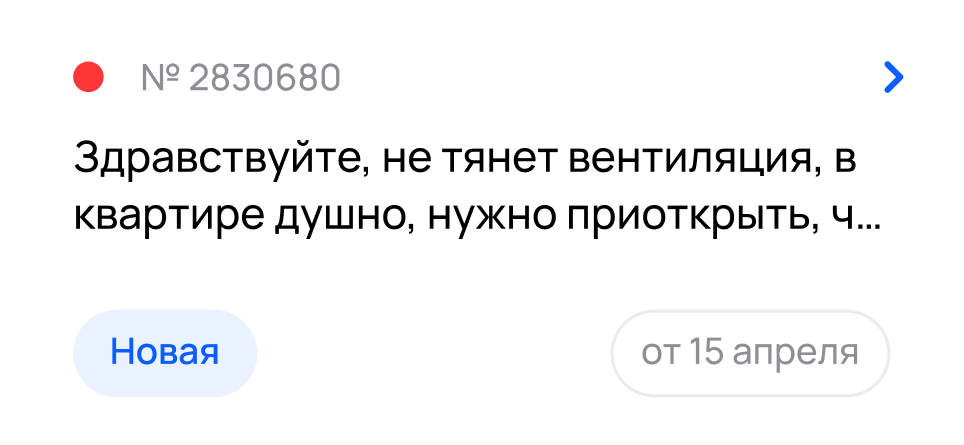 № 2830680
Здравствуйте, не тянет вентиляция, в
квартире душно, нужно приоткрыть, ч...
Новая
от 15 апреля